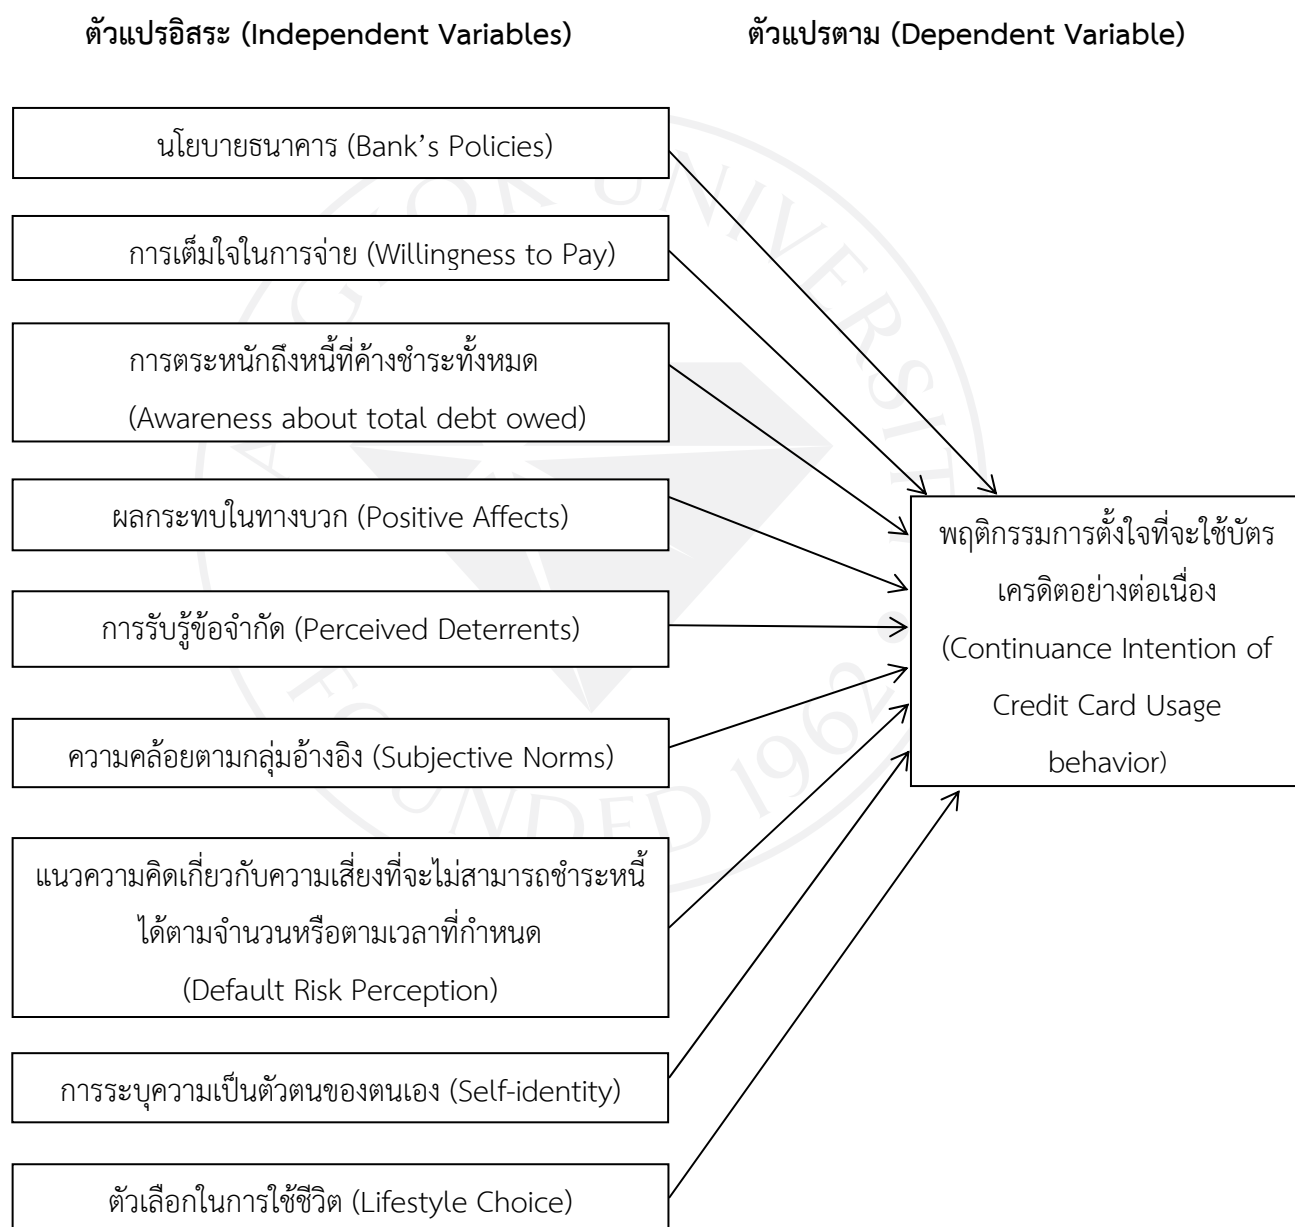 ตัวแปรอิสระ (Independent Variables)
ตัวแปรตาม (Dependent Variable)
นโยบายธนาคาร (Bank’s Policies)
การเต็มใจในการจ่าย (Willingness to Pay)
การตระหนักถึงหนี้ที่ค้างชำระทั้งหมด
(Awareness about total debt owed)
ผลกระทบในทางบวก (Positive Affects)
การรับรู้ข้อจำกัด (Perceived Deterrents)
ความคล้อยตามกลุ่มอ้างอิง (Subjective Norms)
แนวความคิดเกี่ยวกับความเสี่ยงที่จะไม่สามารถชำระหนี้
ได้ตามจำนวนหรือตามเวลาที่กำหนด
(Default Risk Perception)
การระบุความเป็นตัวตนของตนเอง (Self-identity)
ตัวเลือกในการใช้ชีวิต (Lifestyle Choice)
พฤติกรรมการตั้งใจที่จะใช้บัตร
เครดิตอย่างต่อเนื่อง
(Continuance Intention of
Credit Card Usage
behavior)
UNIVERSIT
FOUNDED 1962